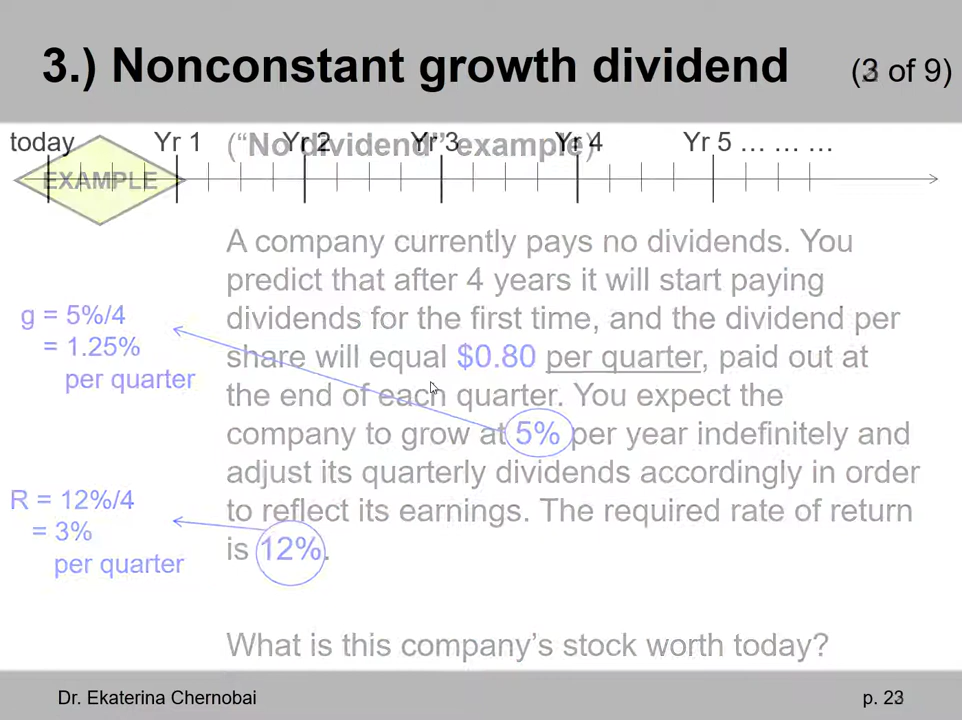 3.) Nonconstant growth dividend (3 of 9)
today Yr 1 Yr 2 Yr 3 Yr 4 Yr 5 … … …
("No dividend" example)
EXAMPLE
A company currently pays no dividends. You
predict that after 4 years it will start paying
dividends for the first time, and the dividend per
share will equal $0.80 per quarter, paid out at
the end of each quarter. You expect the
company to grow at 5% per year indefinitely and
adjust its quarterly dividends accordingly in order
to reflect its earnings. The required rate of return
is 12%.
g = 5%/4
= 1.25%
per quarter
R = 12%/4
= 3%
per quarter
What is this company’s stock worth today?
Dr. Ekaterina Chernobai
p. 23